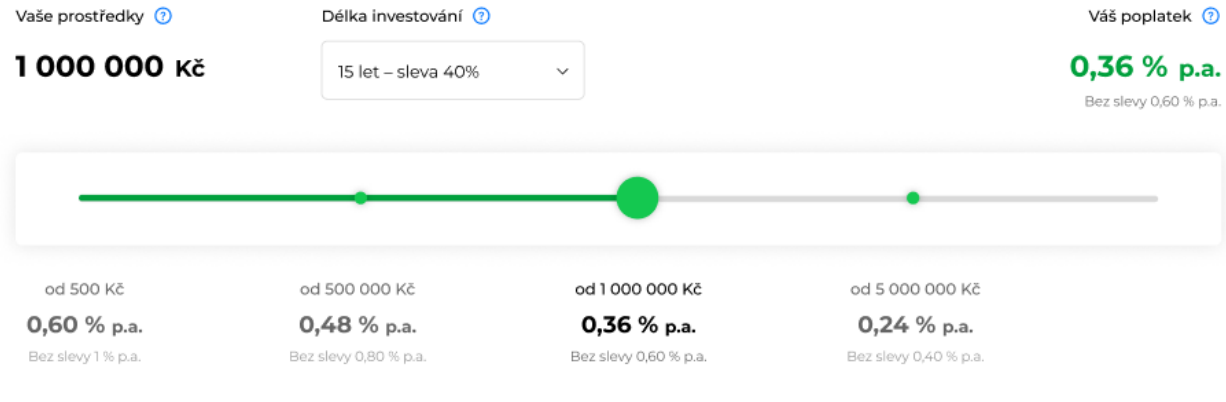 Vaše prostředky ?
Délka investování ?
Váš poplatek ?
1 000 000 Kč
15 let – sleva 40%
0,36 % p.a.
Bez slevy 0,60 % p.a.
od 500 Kč
od 500 000 Kč
od 1 000 000 Kč
od 5 000 000 Kč
0,60 % p.a.
0,48 % p.a.
0,36 % p.a.
0,24 % p.a.
Bez slevy 1 % p.a.
Bez slevy 0,80 % p.a.
Bez slevy 0,60 % p.a.
Bez slevy 0,40 % p.a.